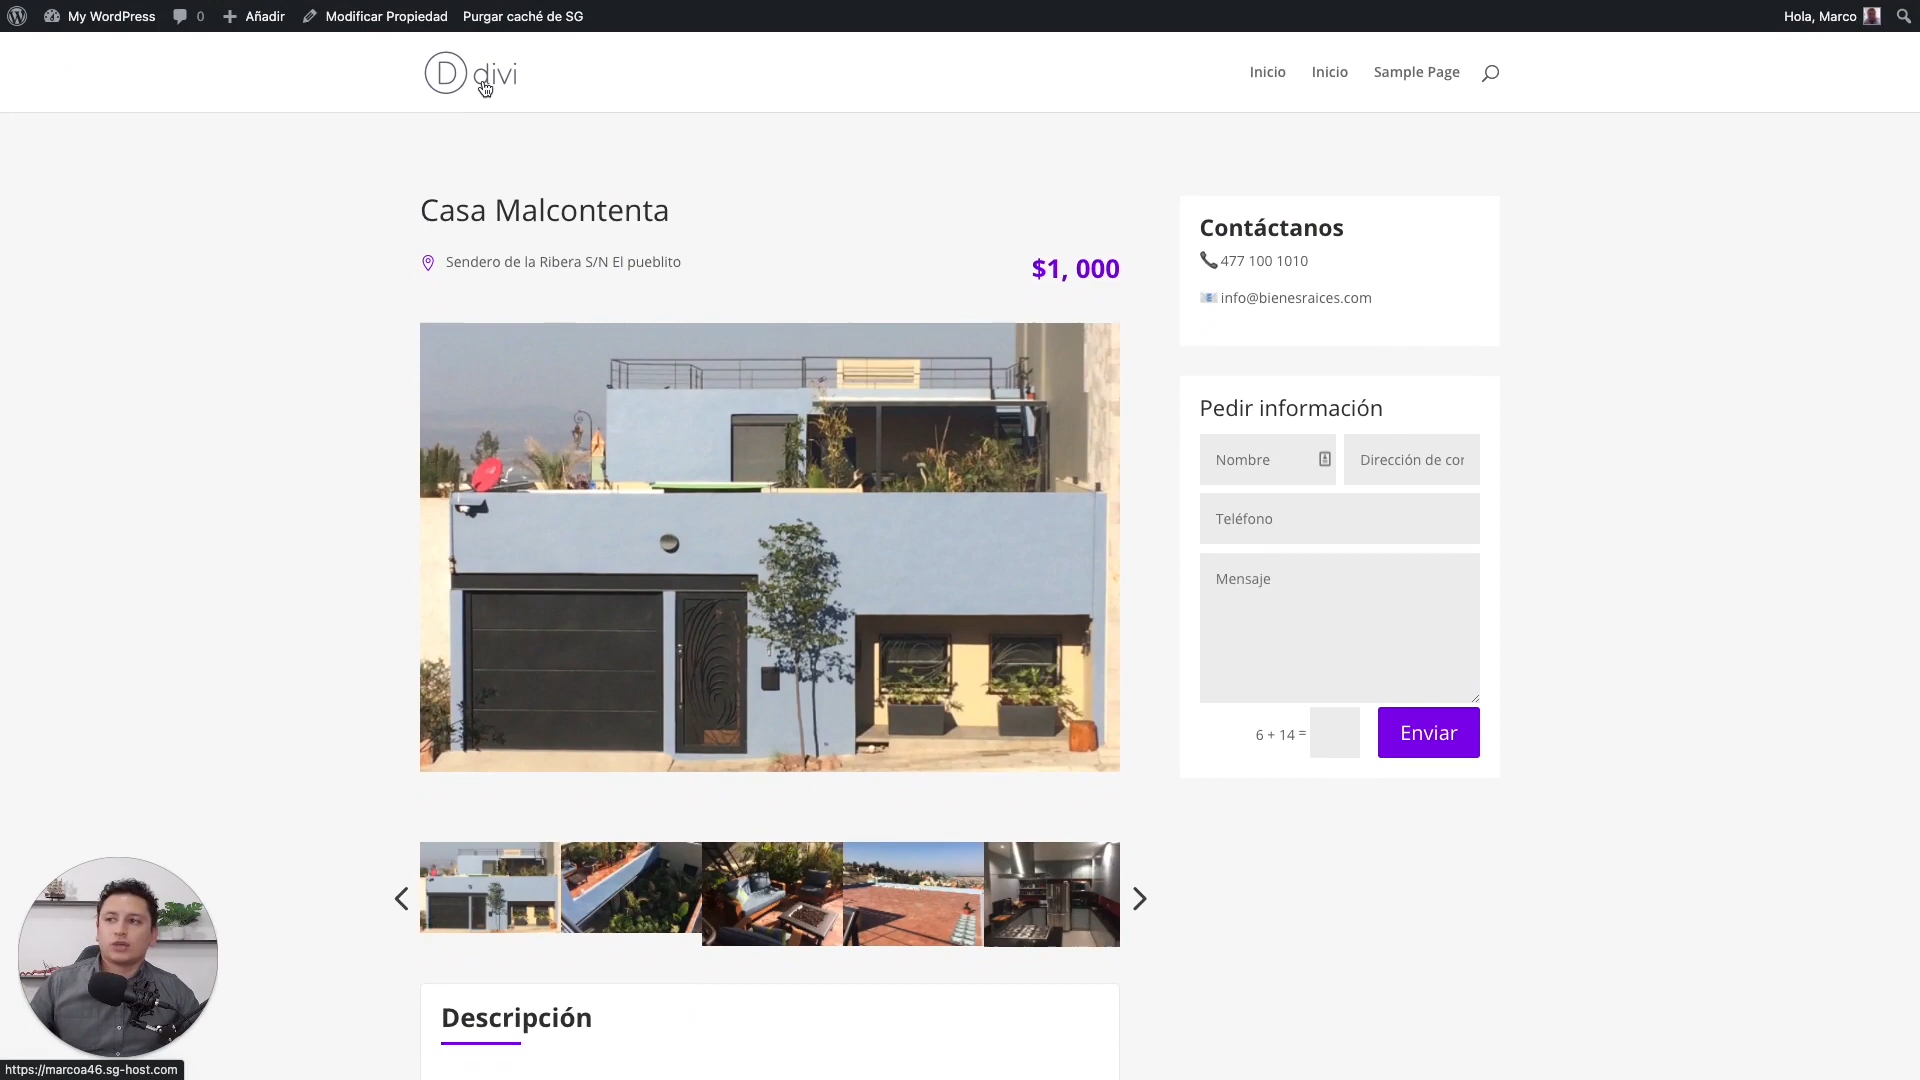 My WordPress 0 Añadir Modificar Propiedad Purgar caché de SG Hola, Marco
D divi Inicio Inicio Sample Page
Casa Malcontenta
Sendero de la Ribera S/N El pueblito
$1, 000
Contáctanos
477 100 1010
info@bienesraices.com
Pedir información
Nombre Dirección de cor
Teléfono
Mensaje
6 + 14 = Enviar
Descripción
https://marcoa46.sg-host.com